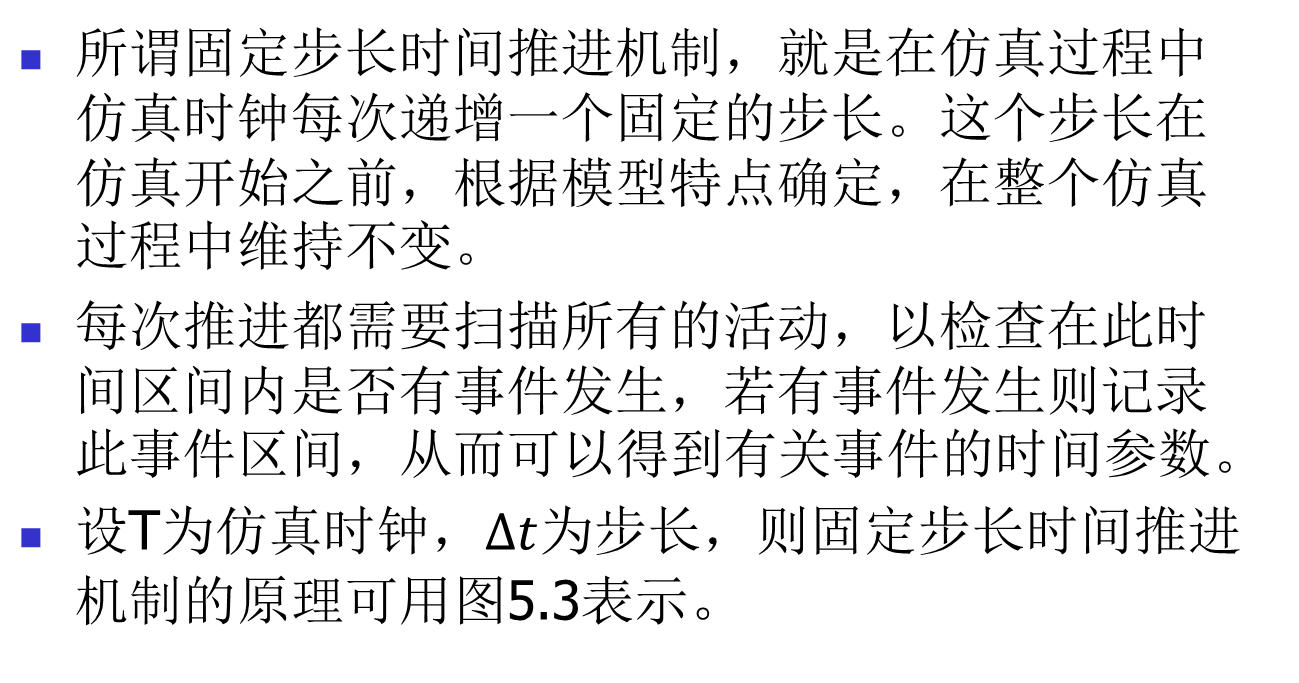 所谓固定步长时间推进机制，就是在仿真过程中
仿真时钟每次递增一个固定的步长。这个步长在
仿真开始之前，根据模型特点确定，在整个仿真
过程中维持不变。
每次推进都需要扫描所有的活动，以检查在此时
间区间内是否有事件发生，若有事件发生则记录
此事件区间，从而可以得到有关事件的时间参数。
设T为仿真时钟，Δt为步长，则固定步长时间推进
机制的原理可用图5.3表示。